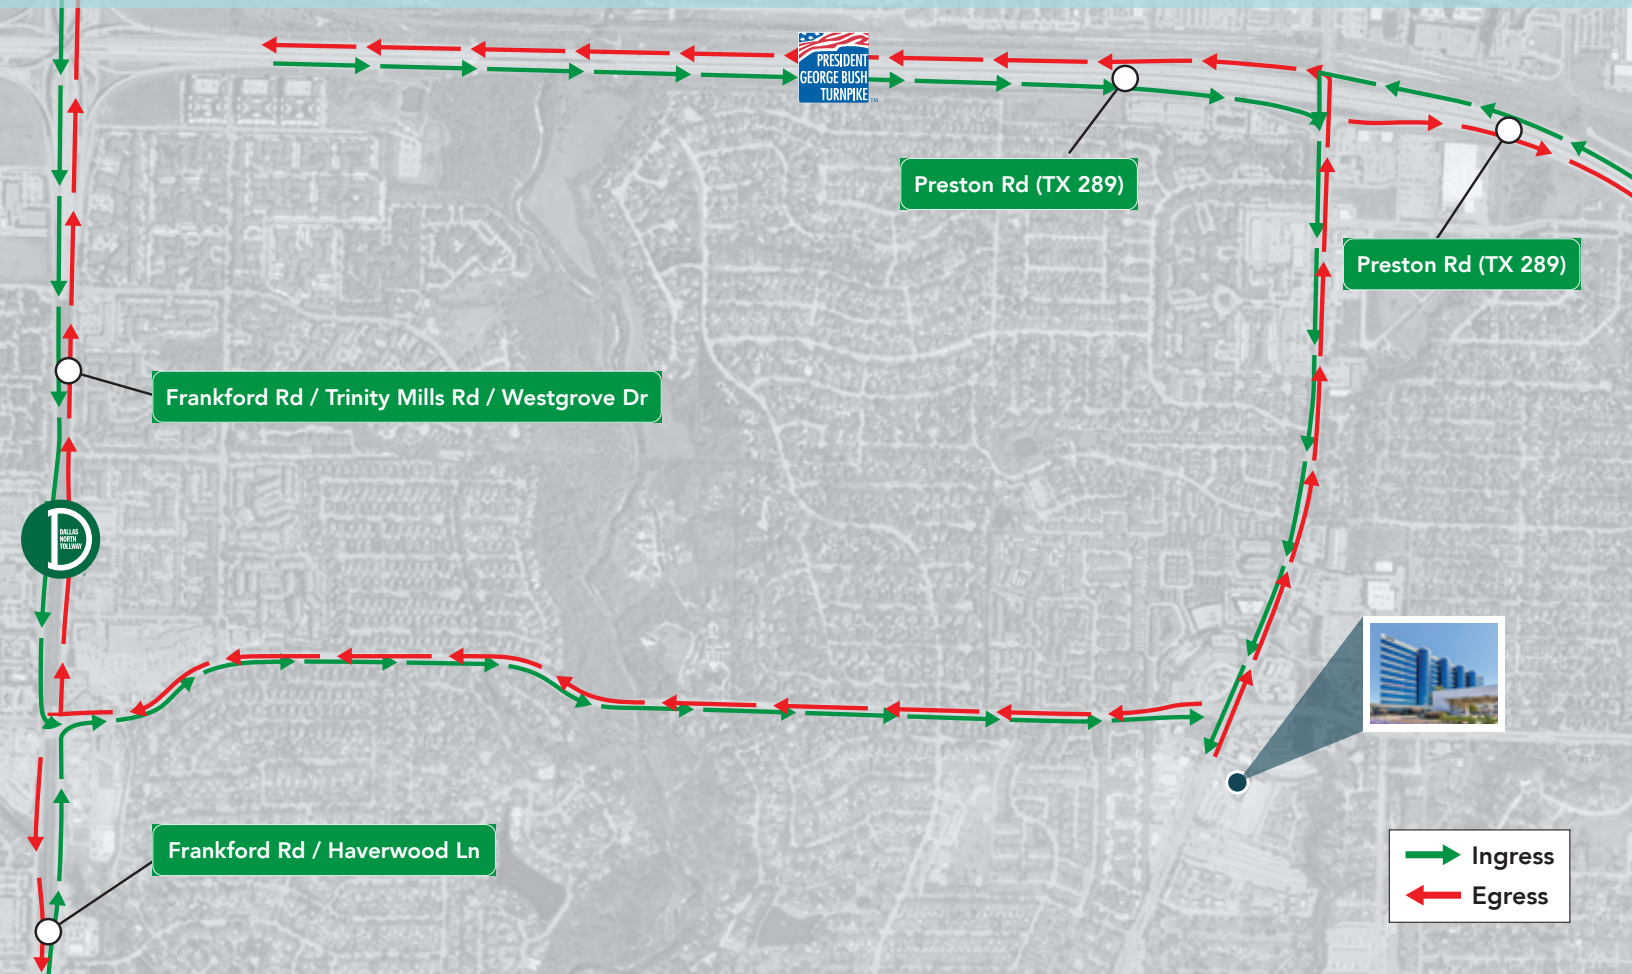 PRESIDENT
GEORGE BUSH
TURNPIKE™
Preston Rd (TX 289)
Preston Rd (TX 289)
Frankford Rd / Trinity Mills Rd / Westgrove Dr
DALLAS
NORTH
TOLLWAY
Frankford Rd / Haverwood Ln
Ingress
Egress